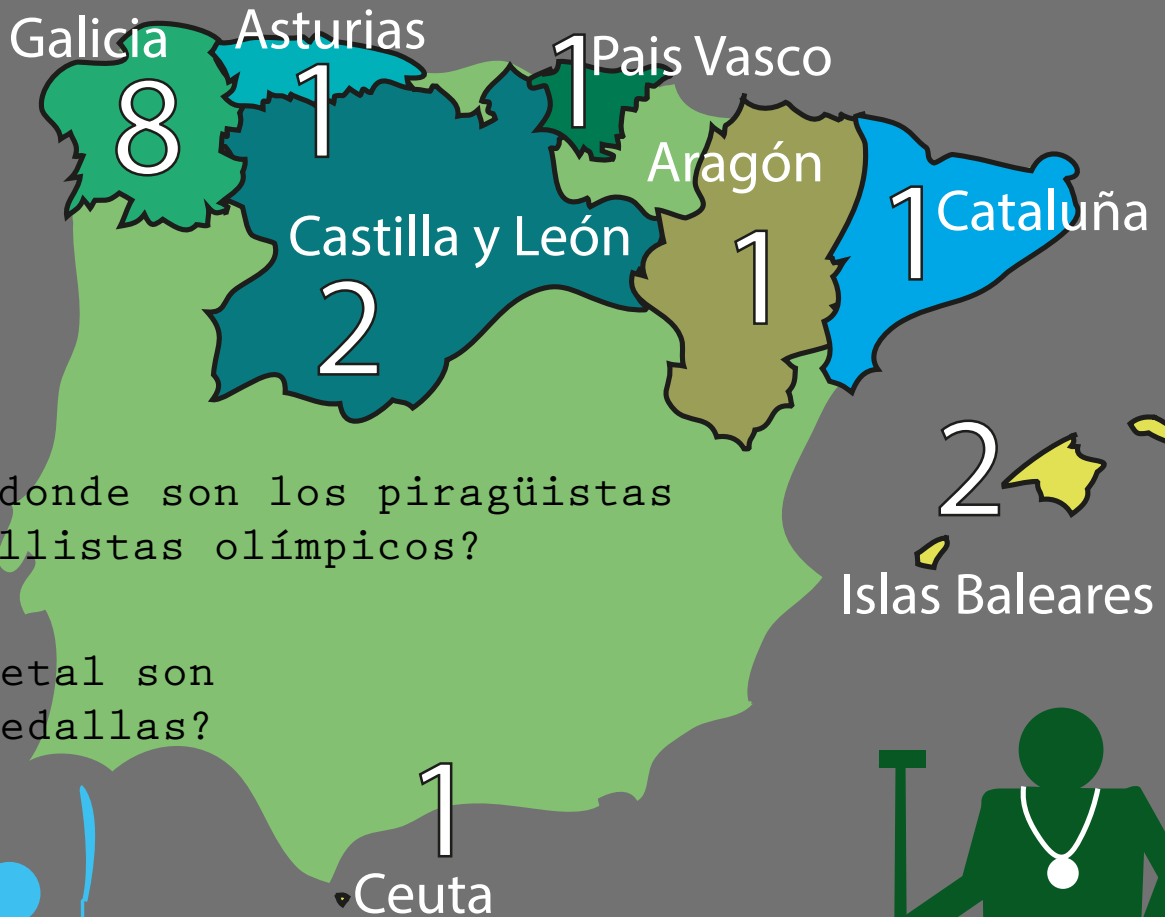 Galicia
8
Asturias
1
1
Pais Vasco
Aragón
1
1
Cataluña
Castilla y León
2
donde son los piragüistas
llistas olímpicos?
2
Islas Baleares
etal son
edallas?
1
Ceuta